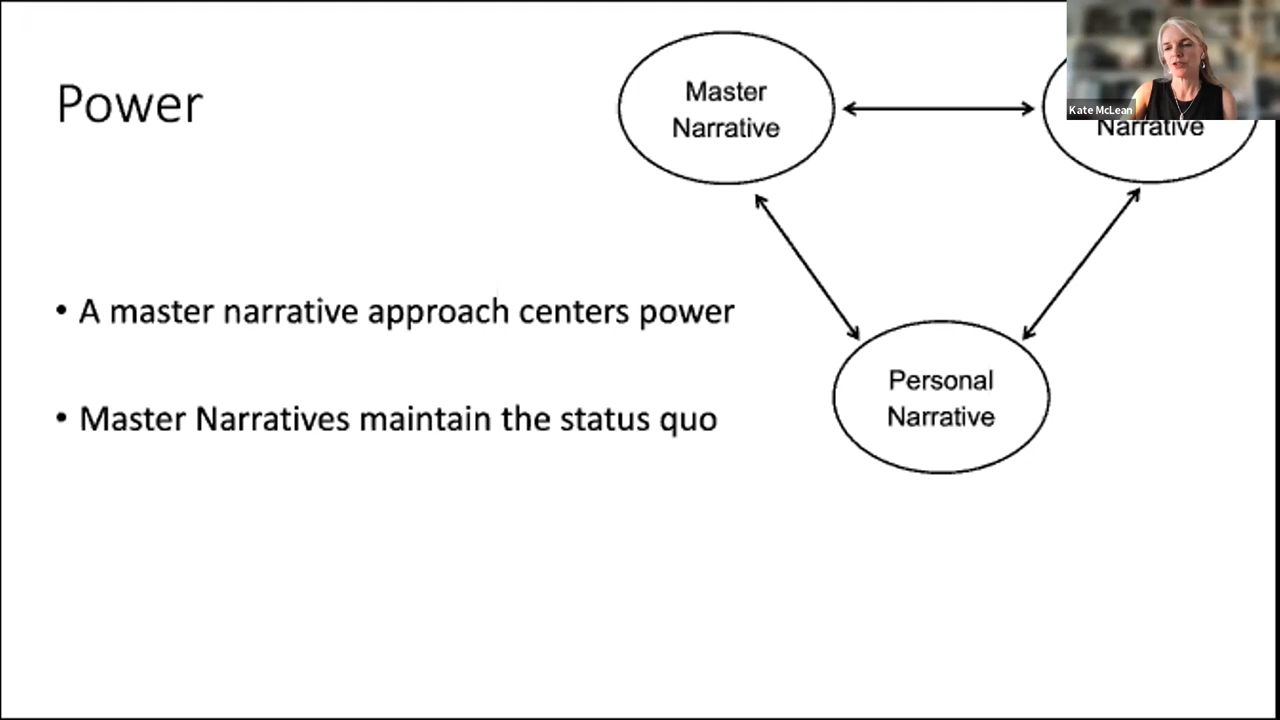 Power
Master
Narrative
Kate McLean
Narrative
• A master narrative approach centers power
• Master Narratives maintain the status quo
Personal
Narrative